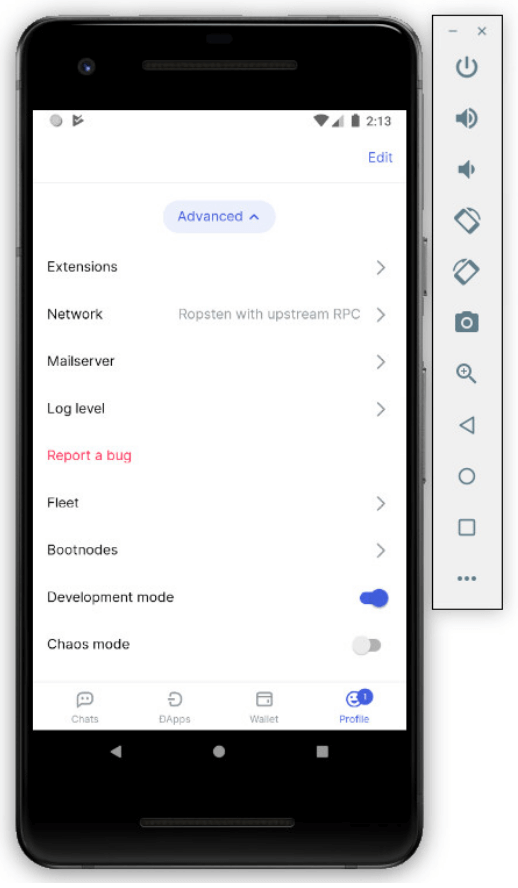 2:13
Edit
Advanced
Extensions
Network Ropsten with upstream RPC
Mailserver
Log level
Report a bug
Fleet
Bootnodes
Development mode
Chaos mode
1
Chats ĐApps Wallet Profile